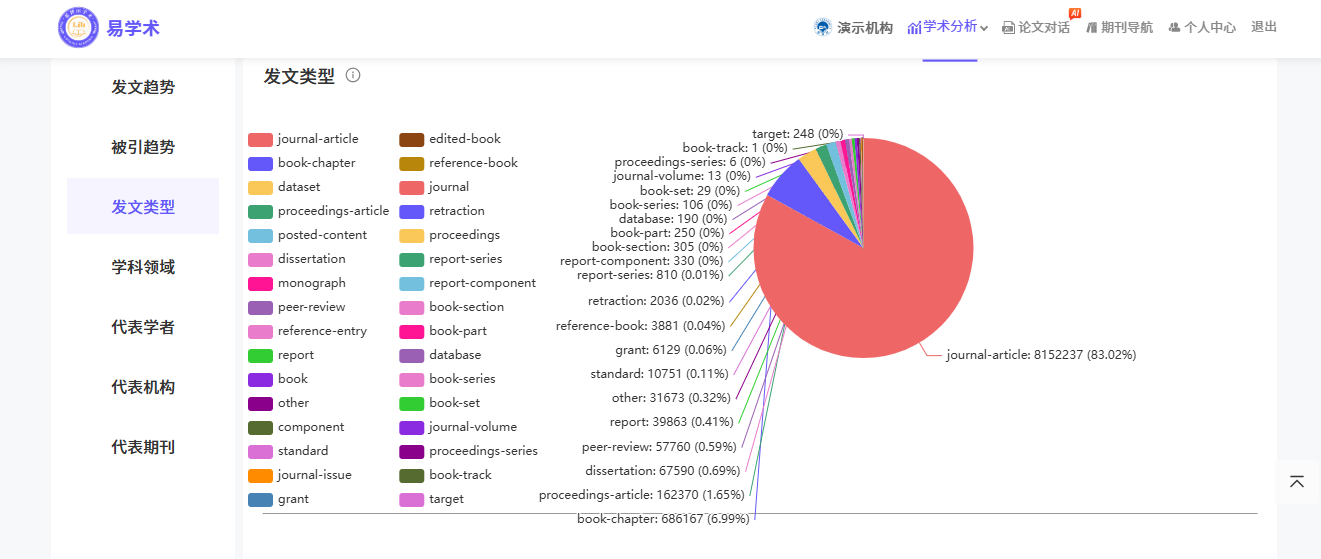 易学术
演示机构
学术分析
论文对话
AI
期刊导航
个人中心
退出
发文趋势
被引趋势
发文类型
学科领域
代表学者
代表机构
代表期刊
发文类型
journal-article
book-chapter
dataset
proceedings-article
posted-content
dissertation
monograph
peer-review
reference-entry
report
book
other
component
standard
journal-issue
grant
edited-book
reference-book
journal
retraction
proceedings
report-series
report-component
book-section
book-part
database
book-series
book-set
journal-volume
proceedings-series
book-track
target
target: 248 (0%)
book-track: 1 (0%)
proceedings-series: 6 (0%)
journal-volume: 13 (0%)
book-set: 29 (0%)
book-series: 106 (0%)
database: 190 (0%)
book-part: 250 (0%)
book-section: 305 (0%)
report-component: 330 (0%)
report-series: 810 (0.01%)
retraction: 2036 (0.02%)
reference-book: 3881 (0.04%)
grant: 6129 (0.06%)
standard: 10751 (0.11%)
other: 31673 (0.32%)
report: 39863 (0.41%)
peer-review: 57760 (0.59%)
dissertation: 67590 (0.69%)
proceedings-article: 162370 (1.65%)
book-chapter: 686167 (6.99%)
journal-article: 8152237 (83.02%)